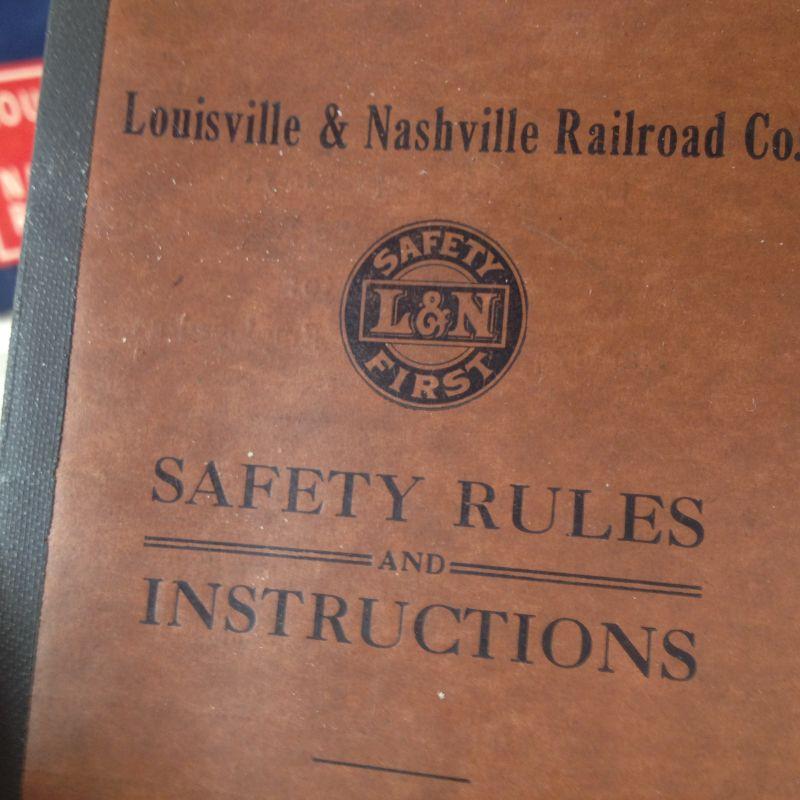 Louisville & Nashville Railroad Co.
SAFETY
L&N
FIRST
SAFETY RULES
AND
INSTRUCTIONS